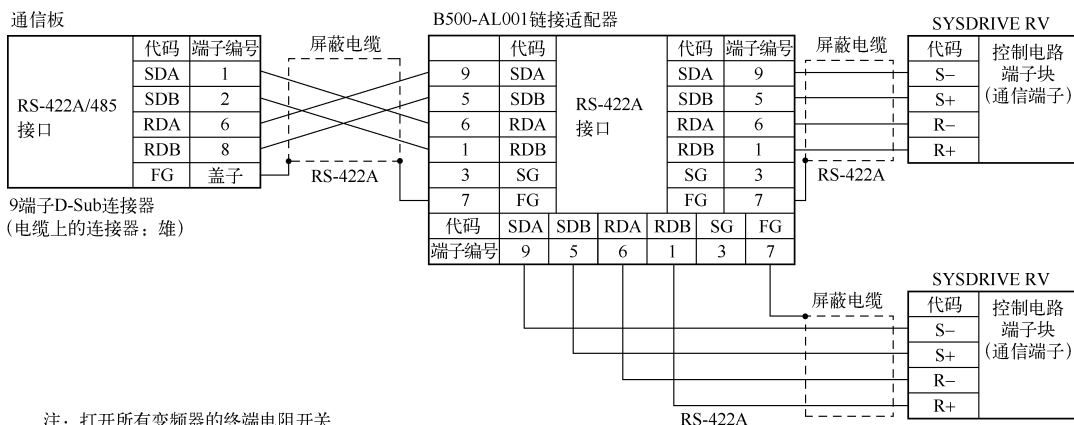 通信板
RS-422A/485
接口
代码 端子编号
SDA 1
SDB 2
RDA 6
RDB 8
FG 盖子
9端子D-Sub连接器
(电缆上的连接器：雄)
屏蔽电缆
RS-422A
B500-AL001链接适配器
代码
9 SDA
5 SDB
6 RDA
1 RDB
3 SG
7 FG
RS-422A
接口
代码 端子编号
SDA 9
SDB 5
RDA 6
RDB 1
SG 3
FG 7
代码 SDA SDB RDA RDB SG FG
端子编号 9 5 6 1 3 7
屏蔽电缆
RS-422A
SYSDRIVE RV
代码
S−
S+
R−
R+
控制电路
端子块
(通信端子)
屏蔽电缆
RS-422A
SYSDRIVE RV
代码
S−
S+
R−
R+
控制电路
端子块
(通信端子)
注：打开所有变频器的终端电阻开关